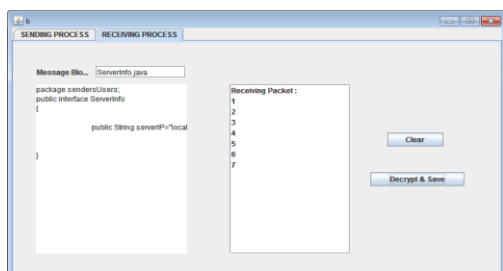 b
SENDING PROCESS RECEIVING PROCESS
Message Blo... ServerInfo.java
package sendersUsers;
public interface ServerInfo
{
public String serverIP="local
}
Receiving Packet :
1
2
3
4
5
6
7
Clear
Decrypt & Save